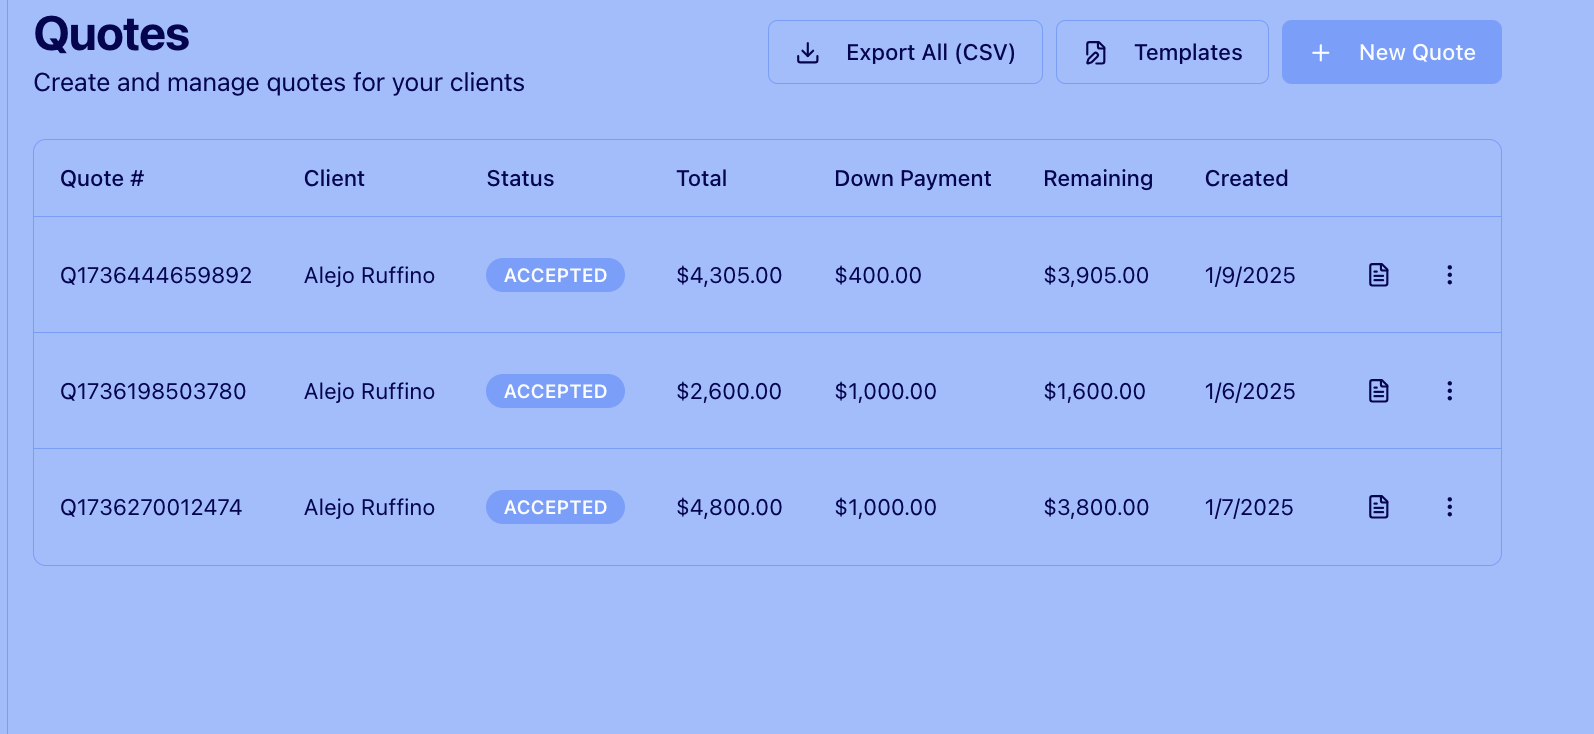 Quotes
Create and manage quotes for your clients
Export All (CSV) Templates New Quote
Quote # Client Status Total Down Payment Remaining Created
Q1736444659892 Alejo Ruffino ACCEPTED $4,305.00 $400.00 $3,905.00 1/9/2025
Q1736198503780 Alejo Ruffino ACCEPTED $2,600.00 $1,000.00 $1,600.00 1/6/2025
Q1736270012474 Alejo Ruffino ACCEPTED $4,800.00 $1,000.00 $3,800.00 1/7/2025